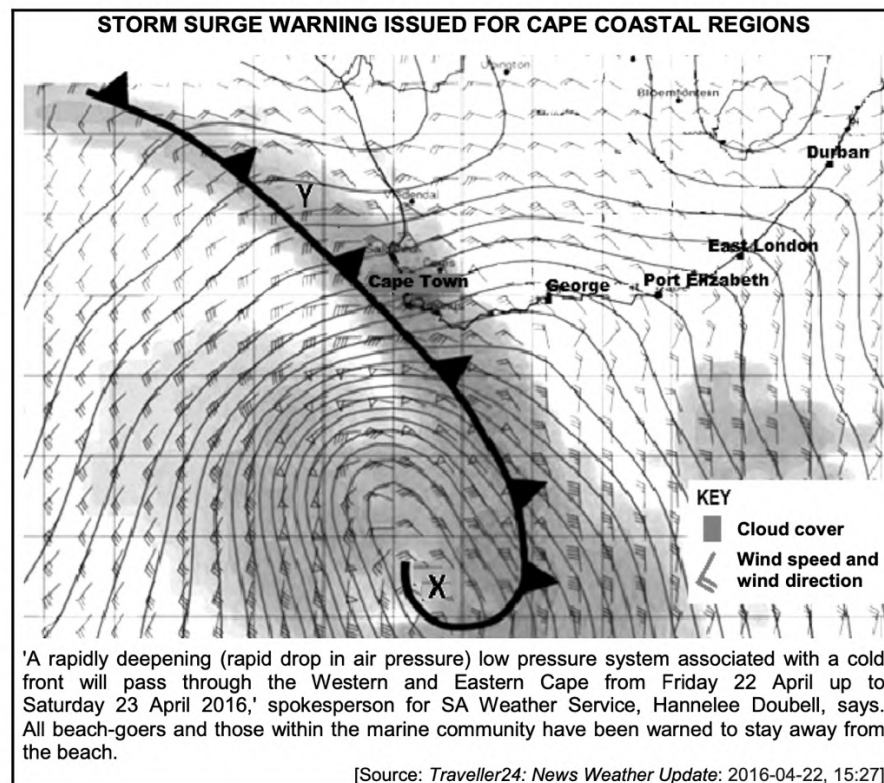 STORM SURGE WARNING ISSUED FOR CAPE COASTAL REGIONS
Upington
Bloemfontein
Durban
Y
Vredendal
East London
Cape Town
George
Port Elizabeth
KEY
Cloud cover
Wind speed and
wind direction
X
'A rapidly deepening (rapid drop in air pressure) low pressure system associated with a cold
front will pass through the Western and Eastern Cape from Friday 22 April up to
Saturday 23 April 2016,' spokesperson for SA Weather Service, Hannelee Doubell, says.
All beach-goers and those within the marine community have been warned to stay away from
the beach.
[Source: Traveller24: News Weather Update: 2016-04-22, 15:27]